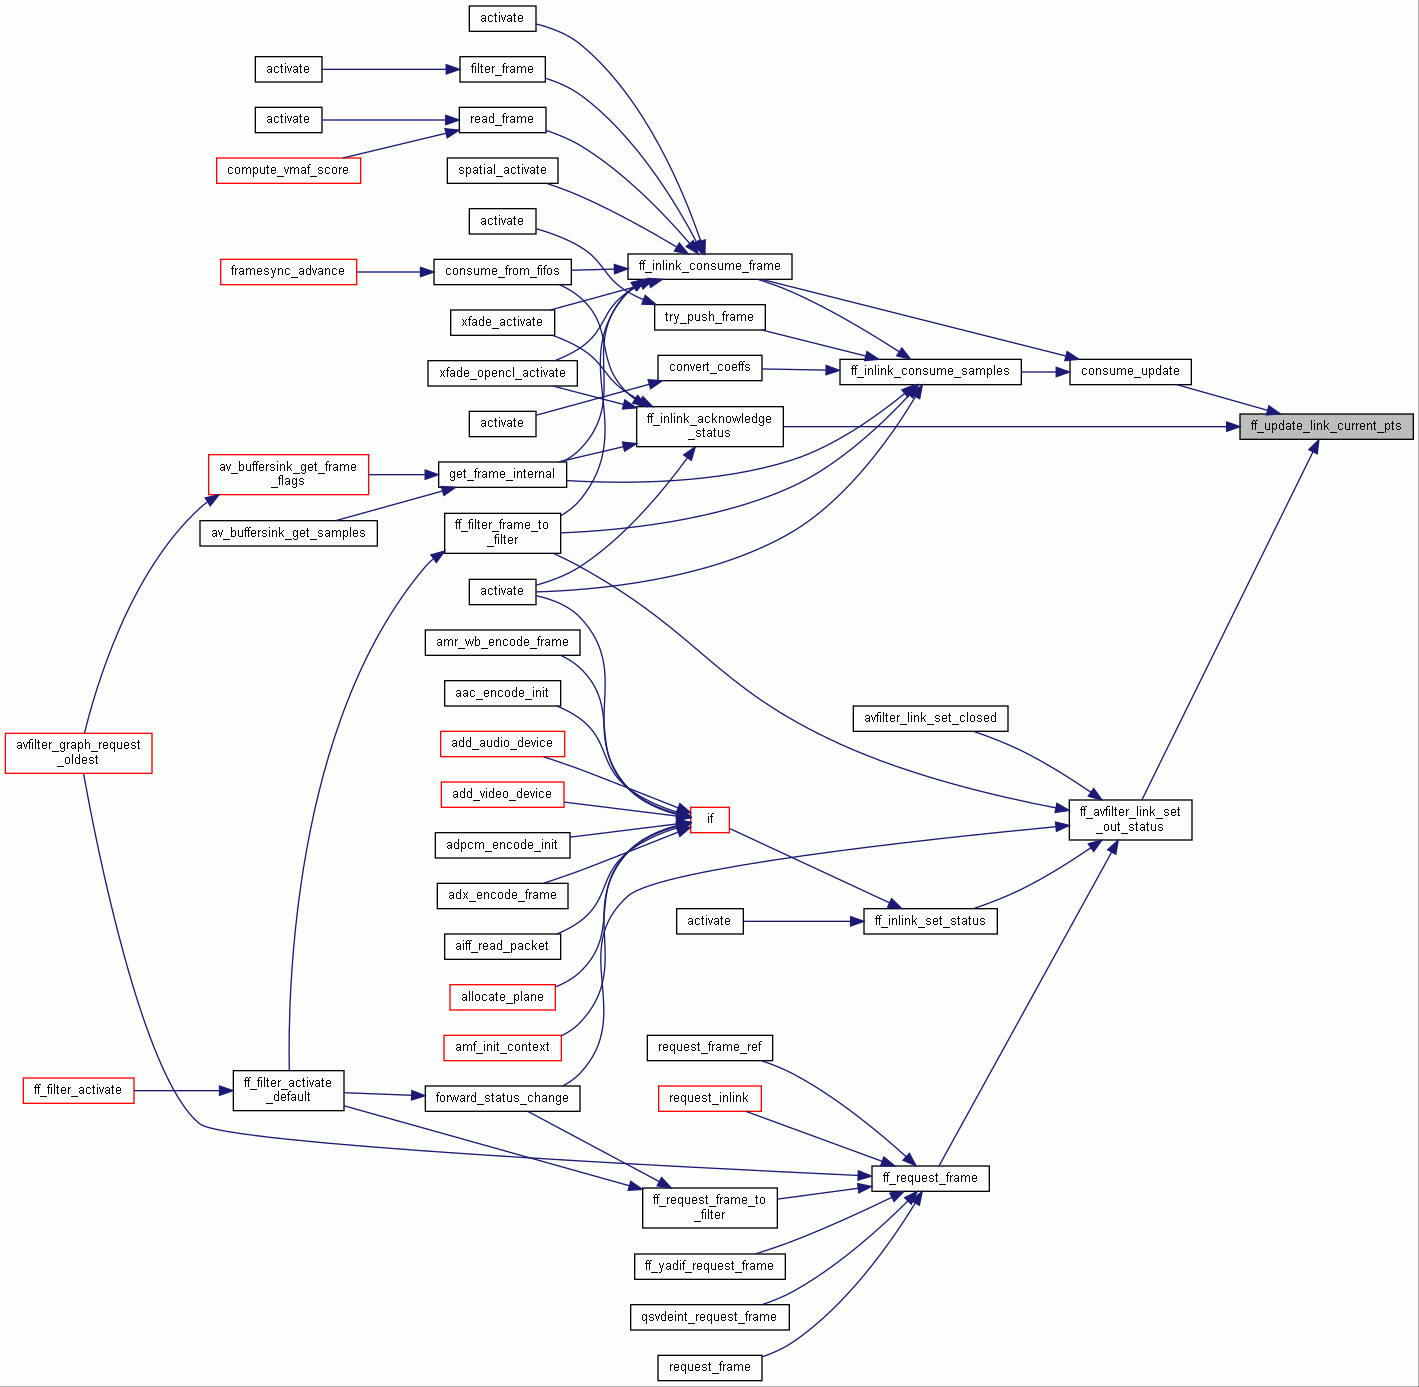 activate
activate
filter_frame
activate
read_frame
compute_vmaf_score
spatial_activate
activate
framesync_advance
consume_from_fifos
ff_inlink_consume_frame
xfade_activate
try_push_frame
xfade_opencl_activate
convert_coeffs
ff_inlink_consume_samples
consume_update
activate
ff_inlink_acknowledge
_status
ff_update_link_current_pts
av_buffersink_get_frame
_flags
get_frame_internal
av_buffersink_get_samples
ff_filter_frame_to
_filter
activate
amr_wb_encode_frame
aac_encode_init
avfilter_link_set_closed
avfilter_graph_request
_oldest
add_audio_device
add_video_device
if
ff_avfilter_link_set
_out_status
adpcm_encode_init
adx_encode_frame
activate
ff_inlink_set_status
aiff_read_packet
allocate_plane
amf_init_context
request_frame_ref
ff_filter_activate
ff_filter_activate
_default
forward_status_change
request_inlink
ff_request_frame
ff_request_frame_to
_filter
ff_yadif_request_frame
qsvdeint_request_frame
request_frame